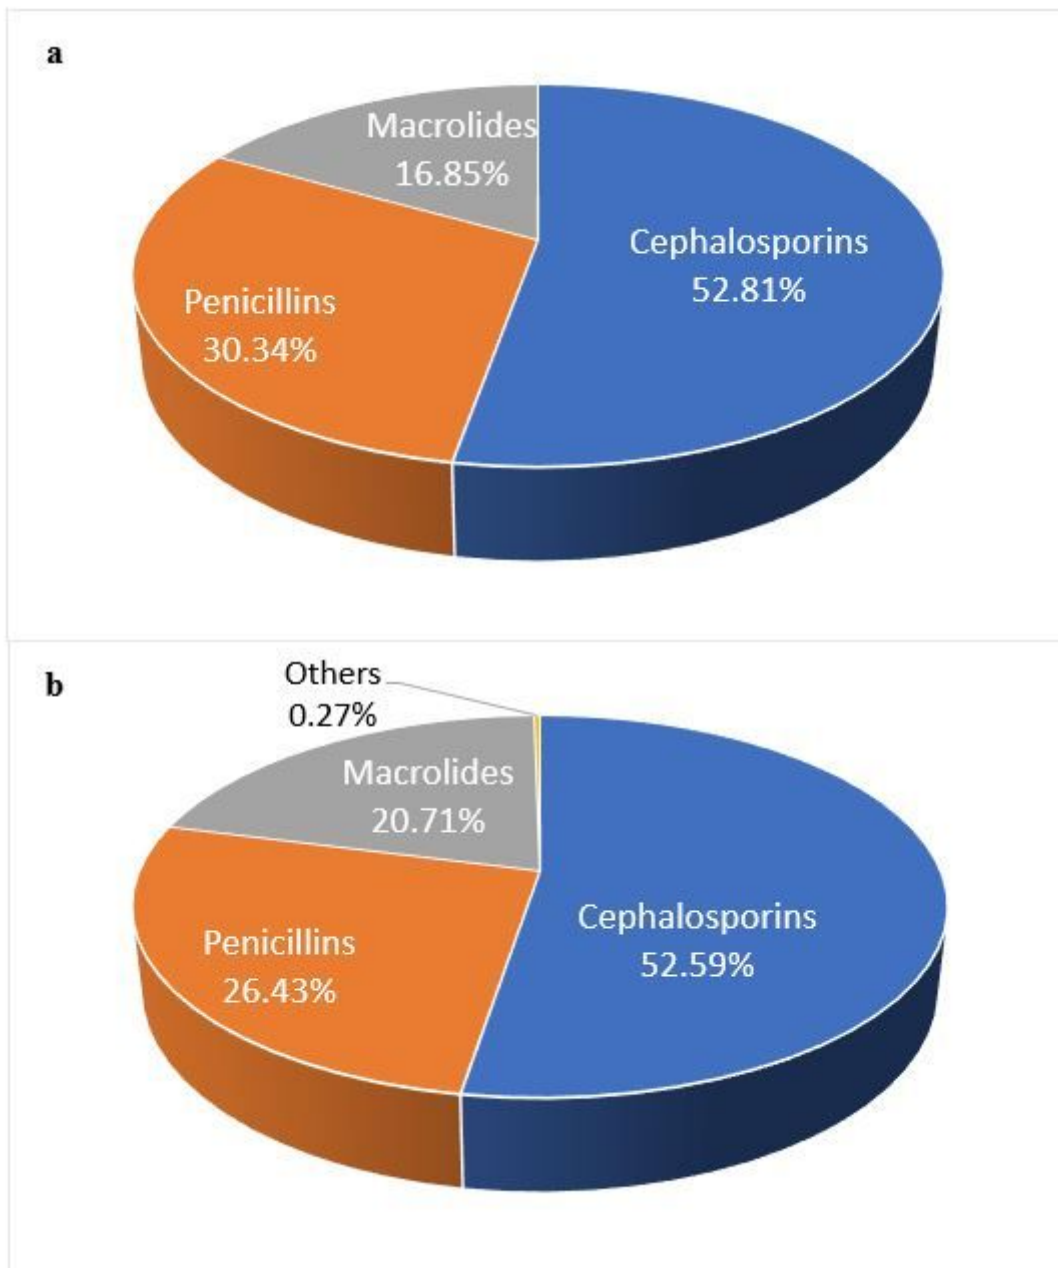 a
Macrolides
16.85%
Cephalosporins
52.81%
Penicillins
30.34%
b
Others
0.27%
Macrolides
20.71%
Cephalosporins
52.59%
Penicillins
26.43%